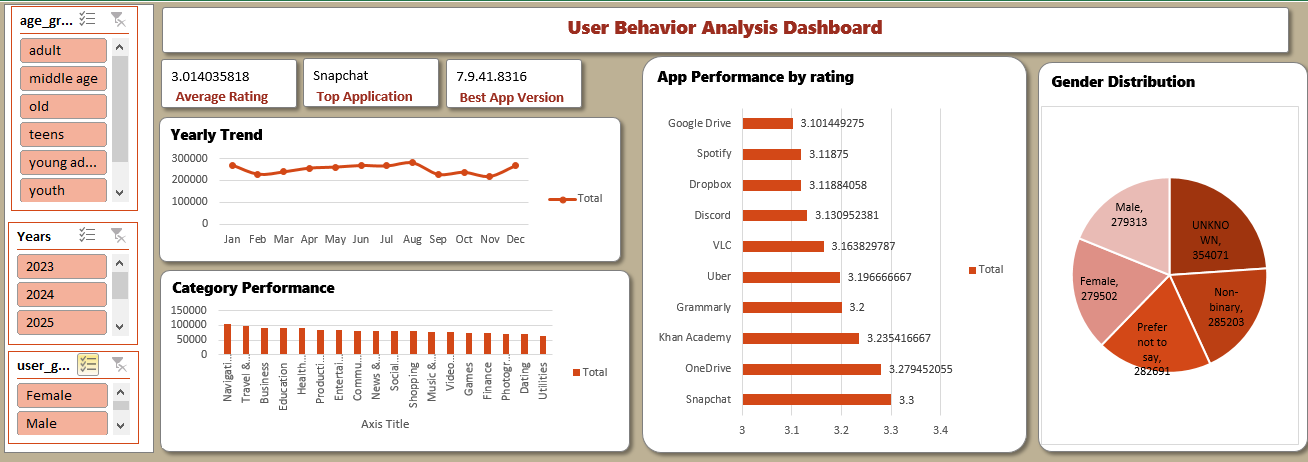 User Behavior Analysis Dashboard
age_gr...
adult
middle age
old
teens
young ad...
youth
Years
2023
2024
2025
user_g...
Female
Male
3.014035818
Average Rating
Snapchat
Top Application
7.9.41.8316
Best App Version
Yearly Trend
300000
200000
100000
0
Jan Feb Mar Apr May Jun Jul Aug Sep Oct Nov Dec
Total
Category Performance
150000
100000
50000
0
Navigati...
Travel &...
Business
Education
Health...
Producti...
Entertai...
Commu...
News &...
Social...
Shopping
Music &...
Video...
Games
Finance
Photogr...
Dating
Utilities
Axis Title
Total
App Performance by rating
Google Drive 3.101449275
Spotify 3.11875
Dropbox 3.11884058
Discord 3.130952381
VLC 3.163829787
Uber 3.196666667
Grammarly 3.2
Khan Academy 3.235416667
OneDrive 3.279452055
Snapchat 3.3
3 3.1 3.2 3.3 3.4
Total
Gender Distribution
Male,
279313
UNKNO
WN,
354071
Female,
279502
Non-
binary,
285203
Prefer
not to
say,
282691